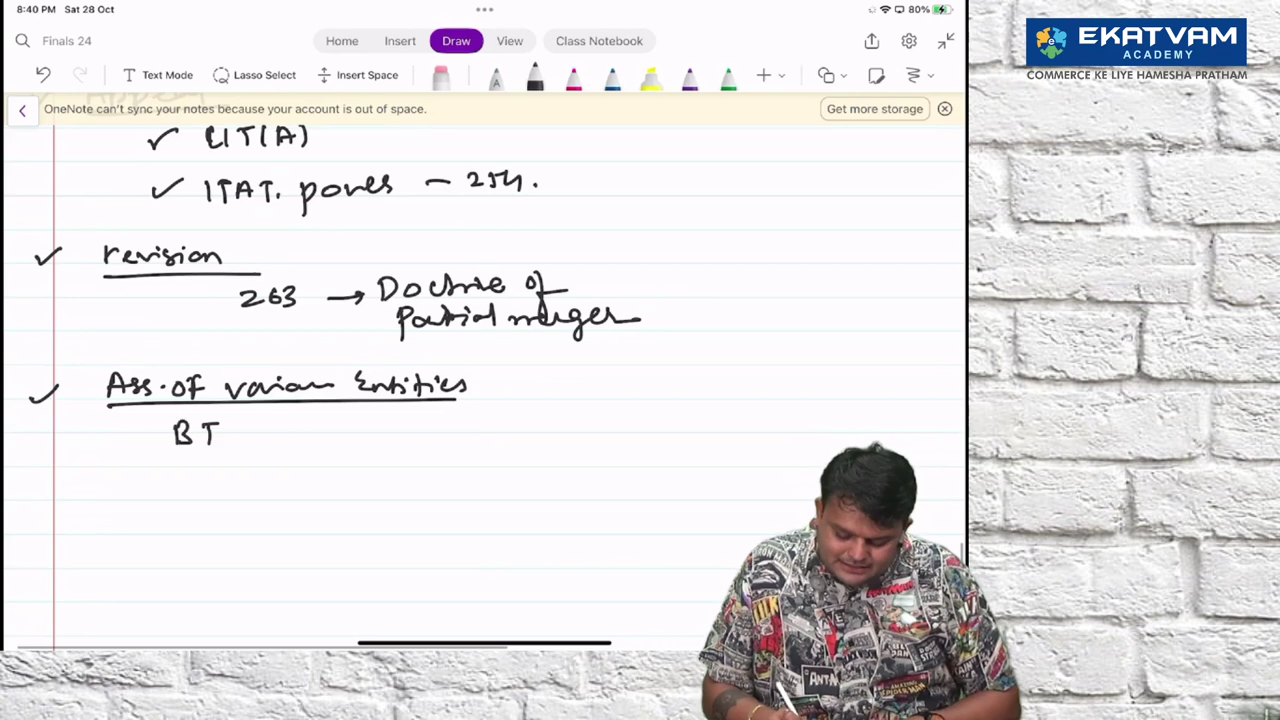 8:40 PM Sat 28 Oct
80%
Finals 24
Home Insert Draw View Class Notebook
Text Mode Lasso Select Insert Space
OneNote can't sync your notes because your account is out of space. Get more storage
EKATVAM
ACADEMY
COMMERCE KE LIYE HAMESHA PRATHAM
CIT(A)
ITAT. powes - 254.
revision
263 → Doctrine of
Partial merger
Ass. of various Entities
BT